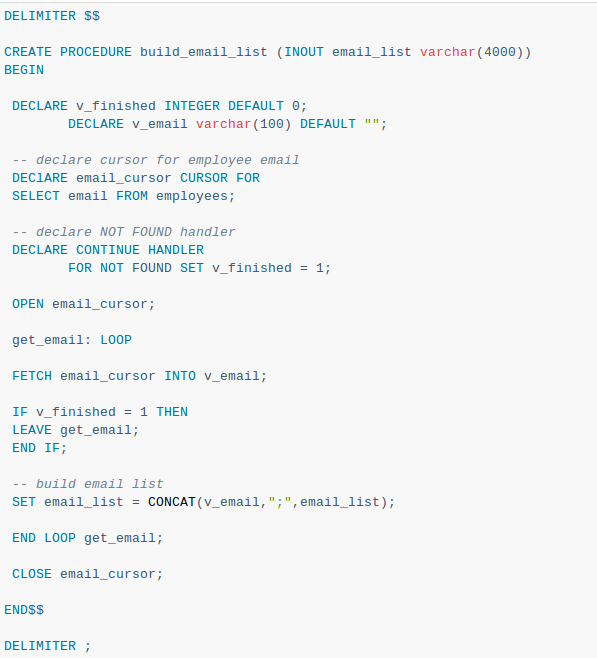 DELIMITER $$
CREATE PROCEDURE build_email_list (INOUT email_list varchar(4000))
BEGIN
DECLARE v_finished INTEGER DEFAULT 0;
DECLARE v_email varchar(100) DEFAULT "";
-- declare cursor for employee email
DEClARE email_cursor CURSOR FOR
SELECT email FROM employees;
-- declare NOT FOUND handler
DECLARE CONTINUE HANDLER
FOR NOT FOUND SET v_finished = 1;
OPEN email_cursor;
get_email: LOOP
FETCH email_cursor INTO v_email;
IF v_finished = 1 THEN
LEAVE get_email;
END IF;
-- build email list
SET email_list = CONCAT(v_email,";",email_list);
END LOOP get_email;
CLOSE email_cursor;
END$$
DELIMITER ;